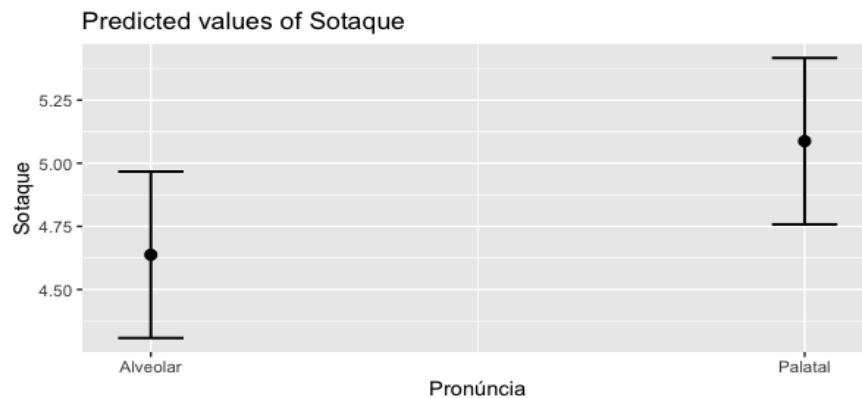 Predicted values of Sotaque
5.25
5.00
4.75
4.50
Sotaque
Alveolar
Palatal
Pronúncia